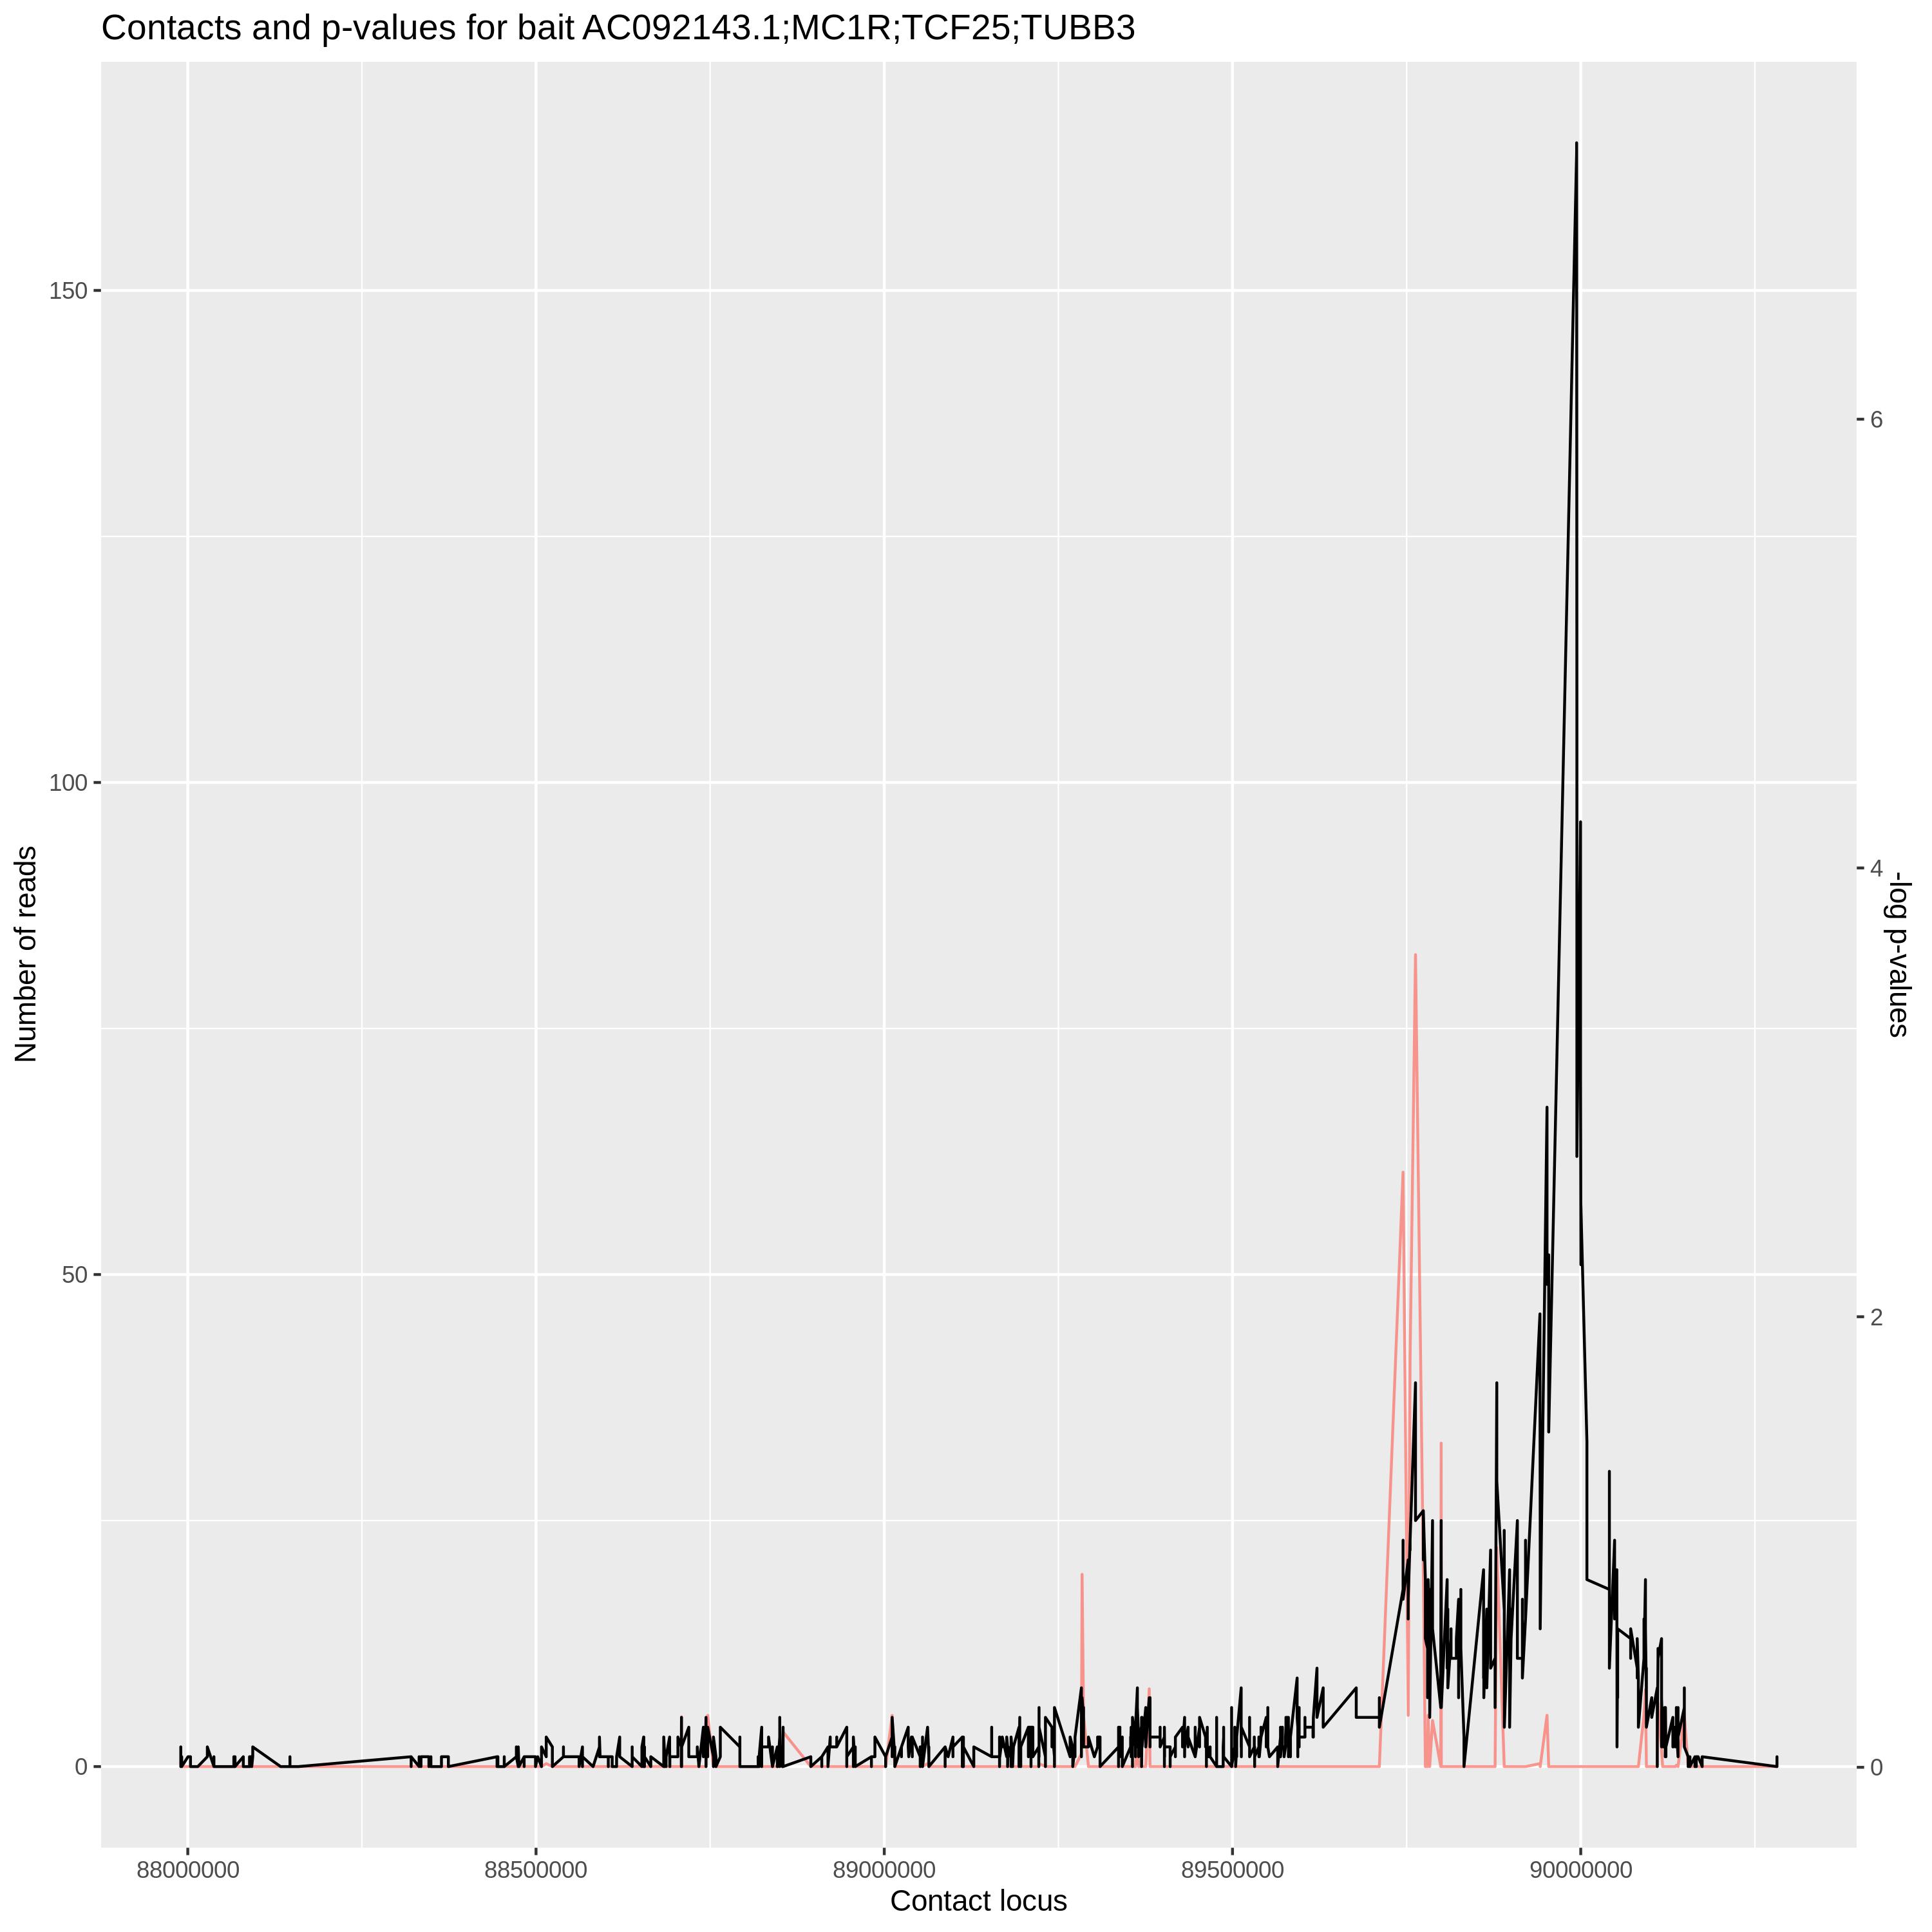 Contacts and p-values for bait AC092143.1;MC1R;TCF25;TUBB3
150
100
50
0
Number of reads
6
4
2
0
-log p-values
88000000 88500000 89000000 89500000 90000000
Contact locus